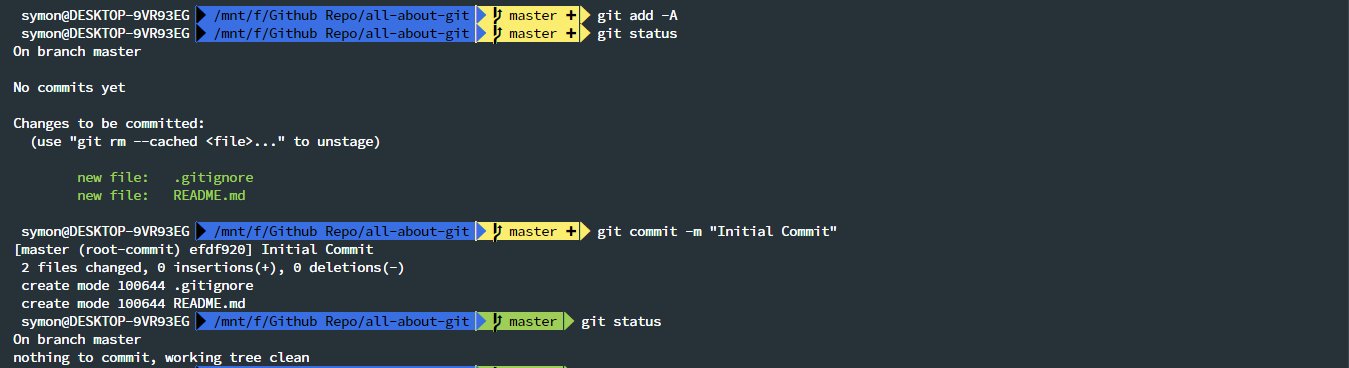 symon@DESKTOP-9VR93EG /mnt/f/Github Repo/all-about-git master + git add -A
symon@DESKTOP-9VR93EG /mnt/f/Github Repo/all-about-git master + git status
On branch master
No commits yet
Changes to be committed:
(use "git rm --cached <file>..." to unstage)
new file: .gitignore
new file: README.md
symon@DESKTOP-9VR93EG /mnt/f/Github Repo/all-about-git master + git commit -m "Initial Commit"
[master (root-commit) efdf920] Initial Commit
2 files changed, 0 insertions(+), 0 deletions(-)
create mode 100644 .gitignore
create mode 100644 README.md
symon@DESKTOP-9VR93EG /mnt/f/Github Repo/all-about-git master git status
On branch master
nothing to commit, working tree clean